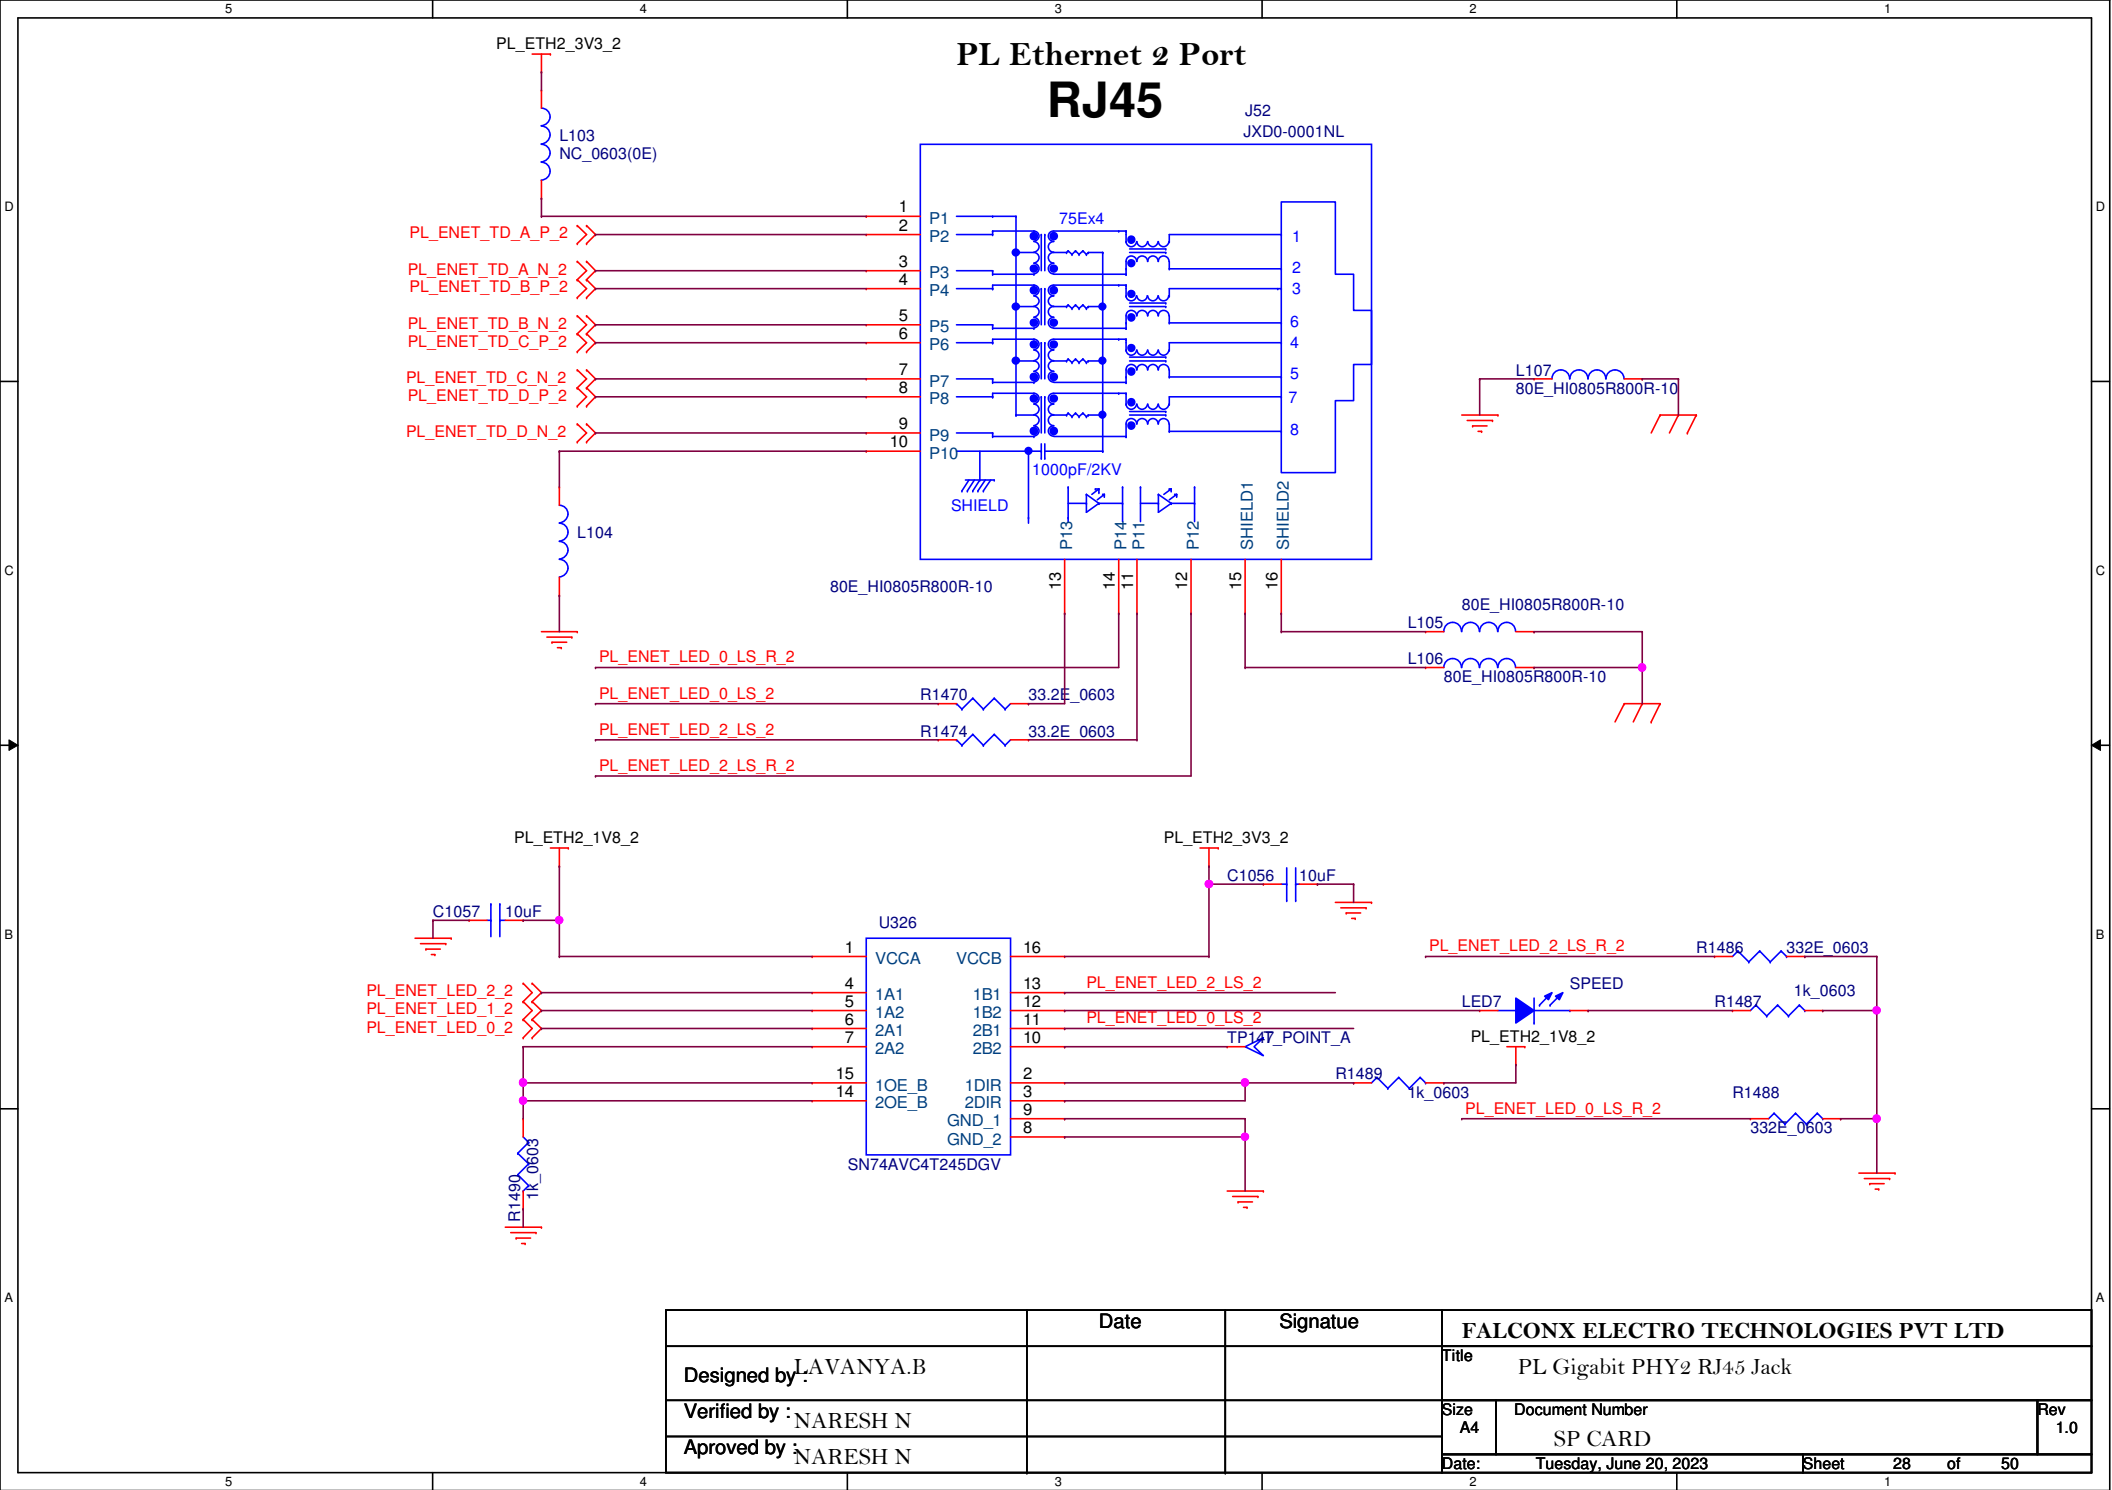 5 4 3 2 1
PL_ETH2_3V3_2
PL Ethernet 2 Port
RJ45
J52
JXD0-0001NL
L103
NC_0603(0E)
D D
1 P1
2 P2
PL_ENET_TD_A_P_2
3 P3
PL_ENET_TD_A_N_2
4 P4
PL_ENET_TD_B_P_2
5 P5
PL_ENET_TD_B_N_2
6 P6
PL_ENET_TD_C_P_2
7 P7
PL_ENET_TD_C_N_2
8 P8
PL_ENET_TD_D_P_2
9 P9
PL_ENET_TD_D_N_2
10 P10
75Ex4
1
2
3
6
4
5
7
8
1000pF/2KV
SHIELD
P13 P14 P11 P12 SHIELD1 SHIELD2
13 14 11 12 15 16
L107
80E_HI0805R800R-10
L104
80E_HI0805R800R-10
C C
80E_HI0805R800R-10
L105
L106
80E_HI0805R800R-10
PL_ENET_LED_0_LS_R_2
PL_ENET_LED_0_LS_2 R1470 33.2E_0603
PL_ENET_LED_2_LS_2 R1474 33.2E_0603
PL_ENET_LED_2_LS_R_2
PL_ETH2_1V8_2 PL_ETH2_3V3_2
C1056 10uF
C1057 10uF
U326
B B
1 VCCA VCCB 16
PL_ENET_LED_2_2 4 1A1 1B1 13 PL_ENET_LED_2_LS_2
PL_ENET_LED_1_2 5 1A2 1B2 12
PL_ENET_LED_0_2 6 2A1 2B1 11 PL_ENET_LED_0_LS_2
7 2A2 2B2 10 TP147 T_POINT_A
15 1OE_B 1DIR 2
14 2OE_B 2DIR 3
GND_1 9
GND_2 8
SN74AVC4T245DGV
R1490 1k_0603
PL_ENET_LED_2_LS_R_2 R1486 332E_0603
LED7 SPEED R1487 1k_0603
PL_ETH2_1V8_2
R1489 1k_0603
R1488
PL_ENET_LED_0_LS_R_2 332E_0603
A A
Date Signatue
FALCONX ELECTRO TECHNOLOGIES PVT LTD
Designed by : LAVANYA.B
Title PL Gigabit PHY2 RJ45 Jack
Verified by : NARESH N
Size A4 Document Number SP CARD Rev 1.0
Aproved by : NARESH N
Date: Tuesday, June 20, 2023 Sheet 28 of 50
5 4 3 2 1